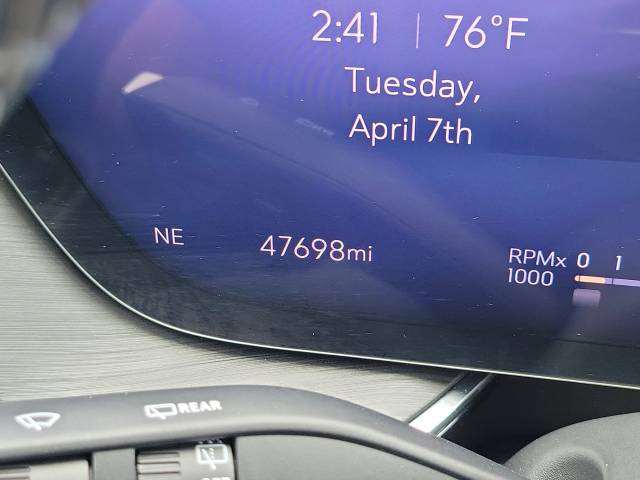 2:41 | 76°F
Tuesday,
April 7th
NE 47698mi
RPMx 0 1
1000
REAR